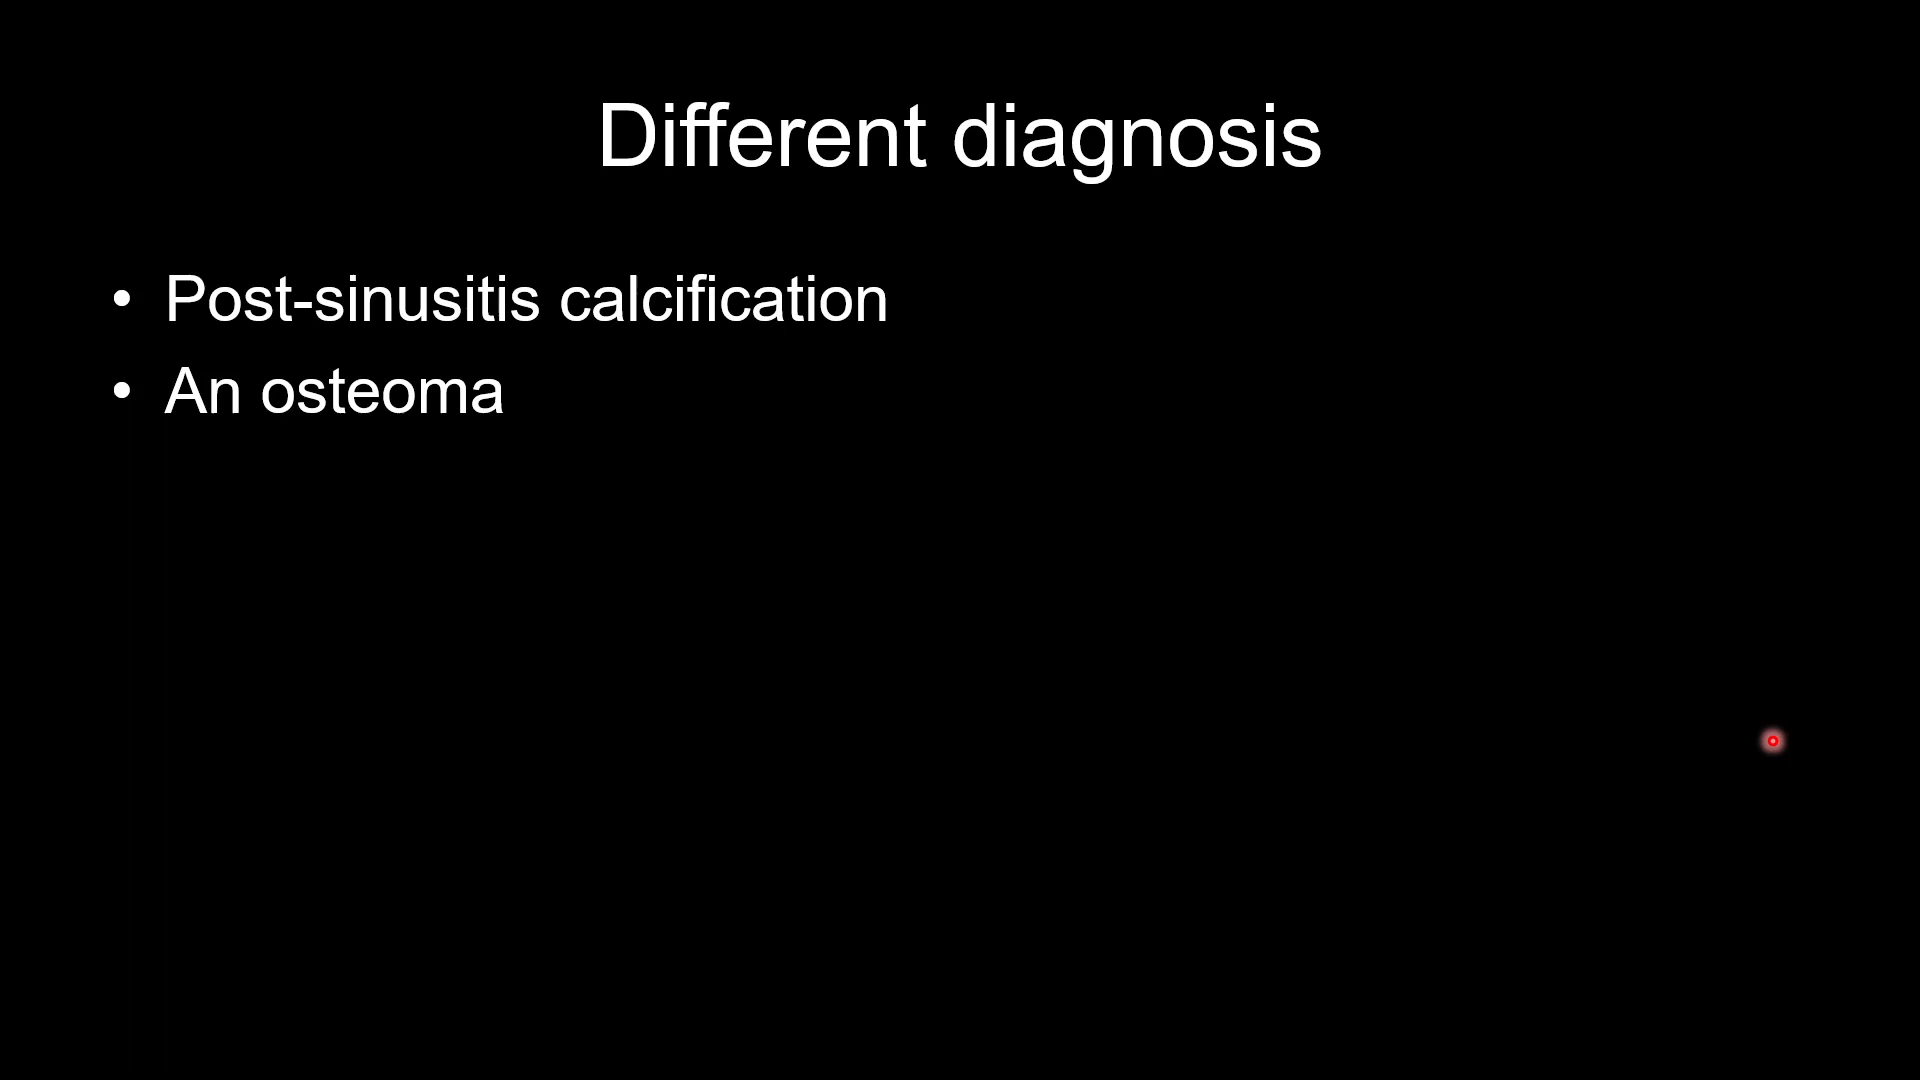 Different diagnosis
• Post-sinusitis calcification
• An osteoma